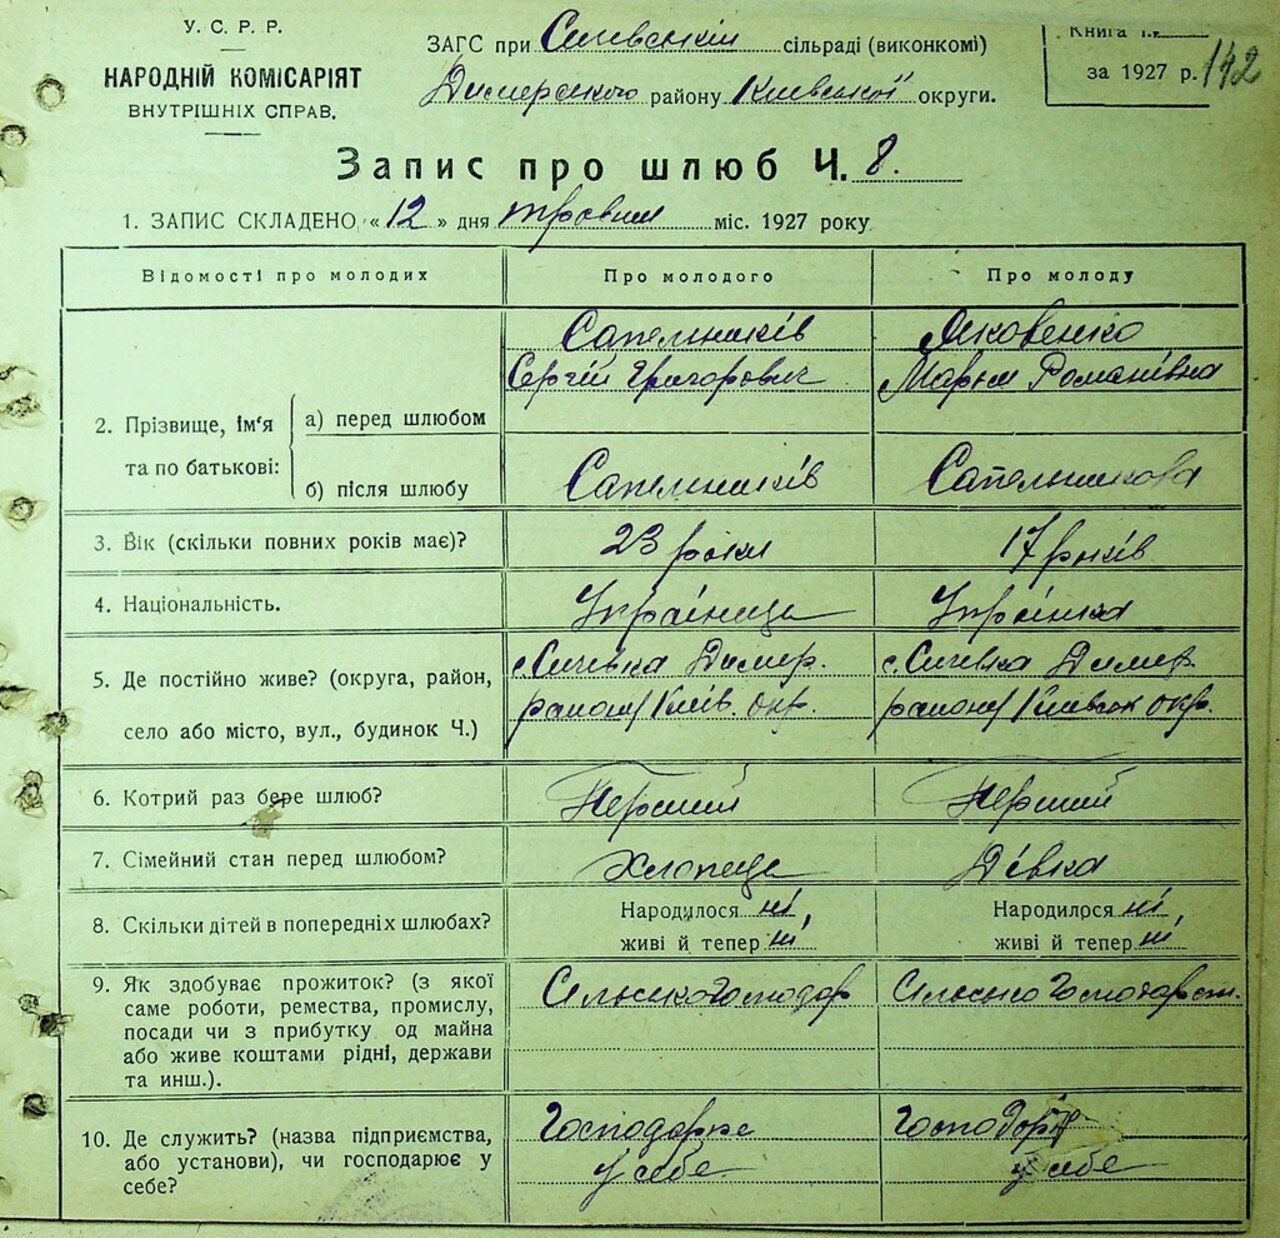 У. С. Р. Р.
НАРОДНІЙ КОМІСАРІЯТ
ВНУТРІШНІХ СПРАВ.
ЗАГС при Сичевській сільраді (виконкомі)
Димерского району Київської округи.
Книга
за 1927 р. 142
Запис про шлюб Ч. 8.
1. ЗАПИС СКЛАДЕНО « 12 » дня травня міс. 1927 року
Відомості про молодих Про молодого Про молоду
2. Прізвище, ім'я та по батькові:
а) перед шлюбом
Сапельників
Сергій Григорович
Яковенко
Марья Романівна
б) після шлюбу
Сапельників
Сапельникова
3. Вік (скільки повних років має)? 23 роки 17 років
4. Національність. Українець Українка
5. Де постійно живе? (округа, район,
село або місто, вул., будинок Ч.)
с. Сичівка Димер.
району Київ. окр.
с. Сичевка Димер.
району Київськ окр.
6. Котрий раз бере шлюб? Перший Перший
7. Сімейний стан перед шлюбом? Хлопець Дівка
8. Скільки дітей в попередніх шлюбах?
Народилося ні,
живі й тепер ні
Народилося ні,
живі й тепер ні
9. Як здобуває прожиток? (з якої
саме роботи, ремества, промислу,
посади чи з прибутку од майна
або живе коштами рідні, держави
та инш.).
Сільськогосподар
Сільсько Господарст.
10. Де служить? (назва підприємства,
або установи), чи господарює у
себе?
Господарює
у себе
Господарює
у себе